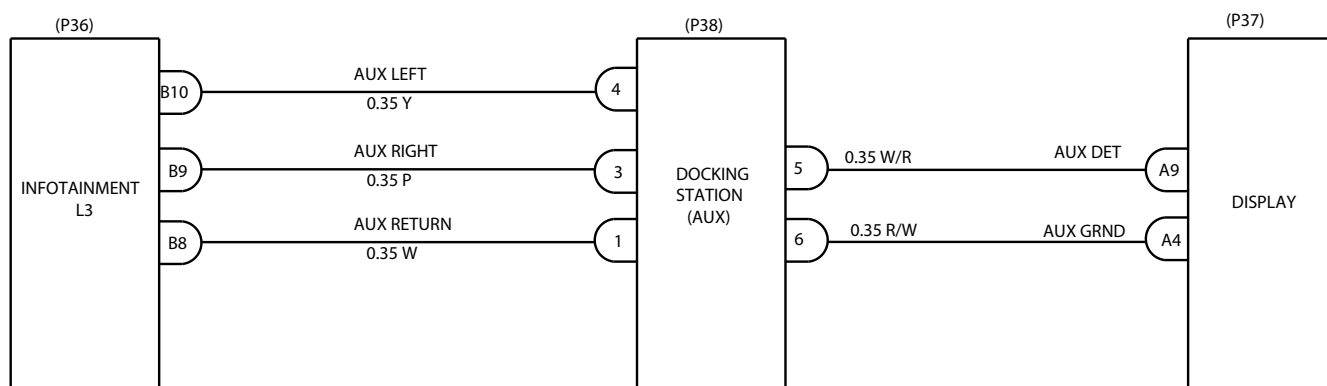 (P36)
(P38)
(P37)
B10
AUX LEFT
0.35 Y
4
B9
AUX RIGHT
0.35 P
3
5
0.35 W/R
AUX DET
A9
INFOTAINMENT
L3
DOCKING
STATION
(AUX)
DISPLAY
B8
AUX RETURN
0.35 W
1
6
0.35 R/W
AUX GRND
A4